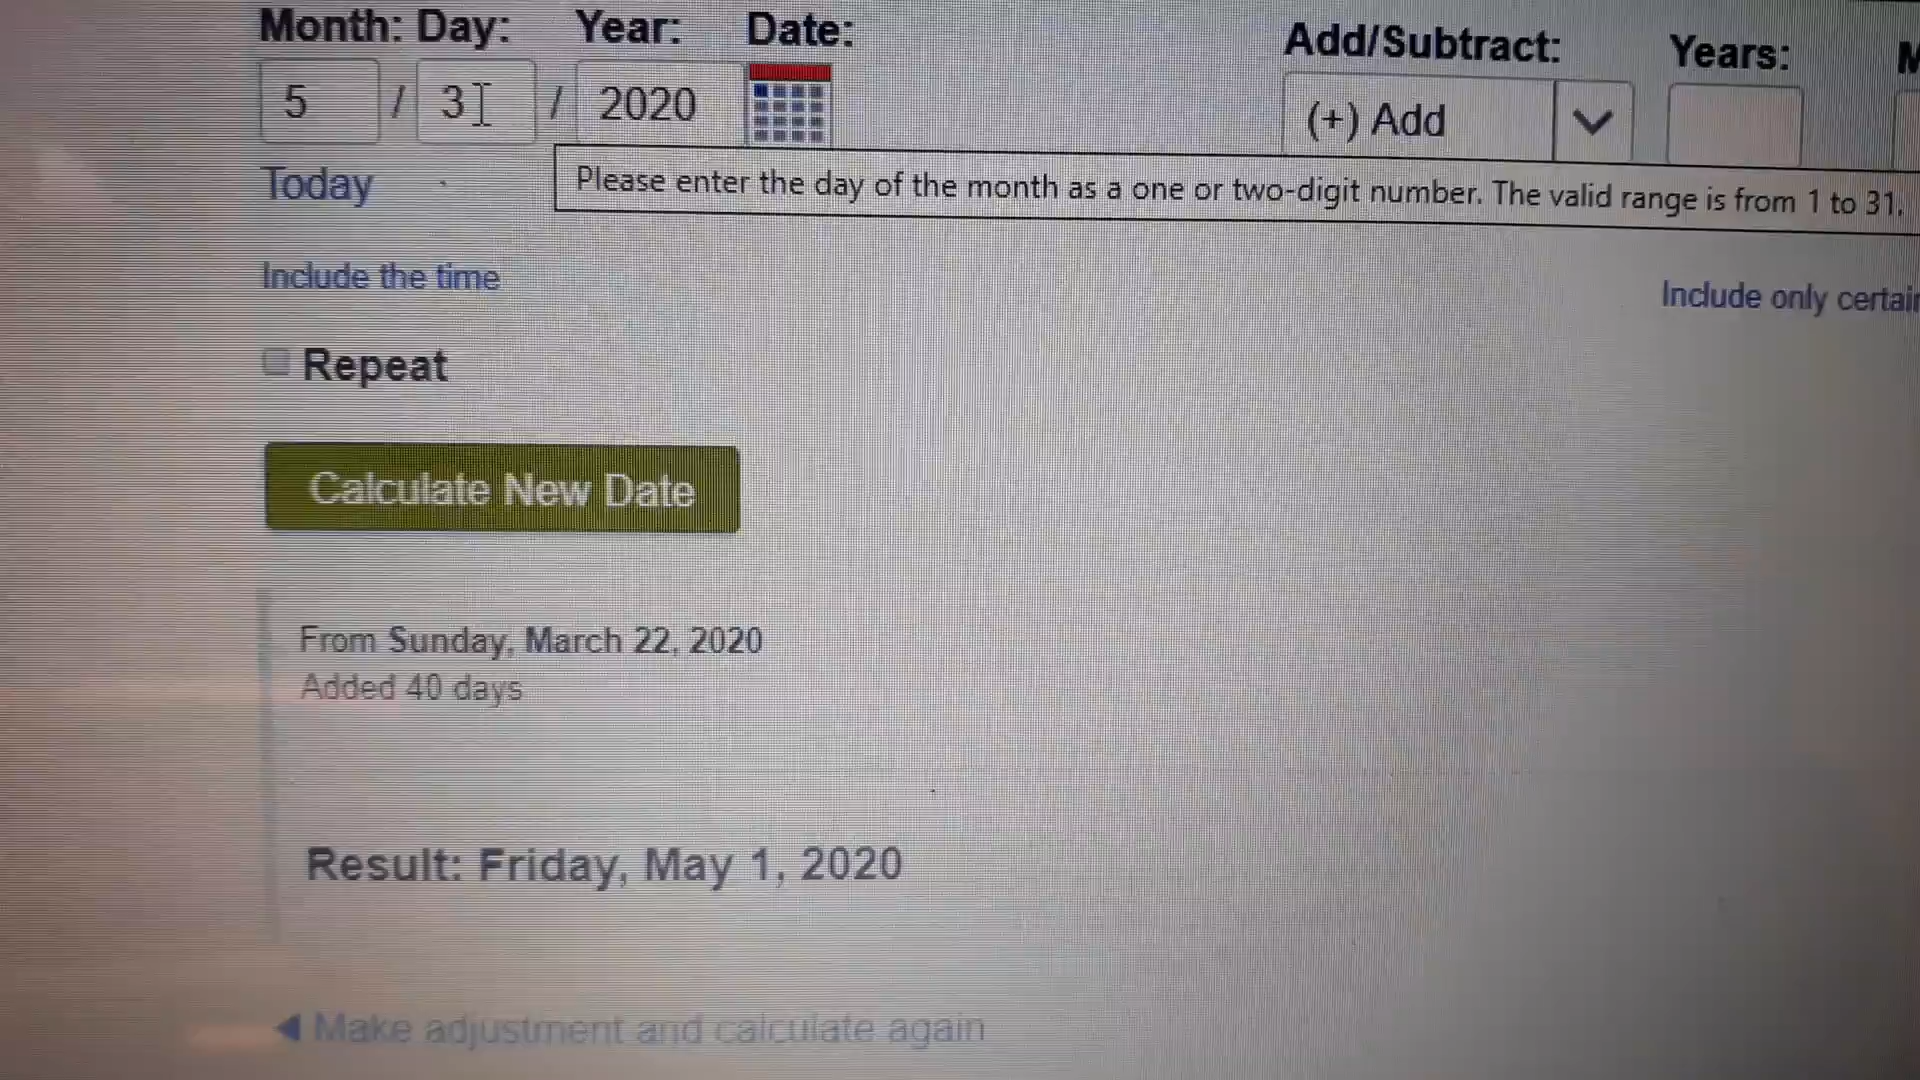 Month: Day: Year: Date: Add/Subtract: Years:
5 / 3 / 2020 (+) Add
Today
Please enter the day of the month as a one or two-digit number. The valid range is from 1 to 31.
Include the time
Include only certain
Repeat
Calculate New Date
From Sunday, March 22, 2020
Added 40 days
Result: Friday, May 1, 2020
Make adjustment and calculate again